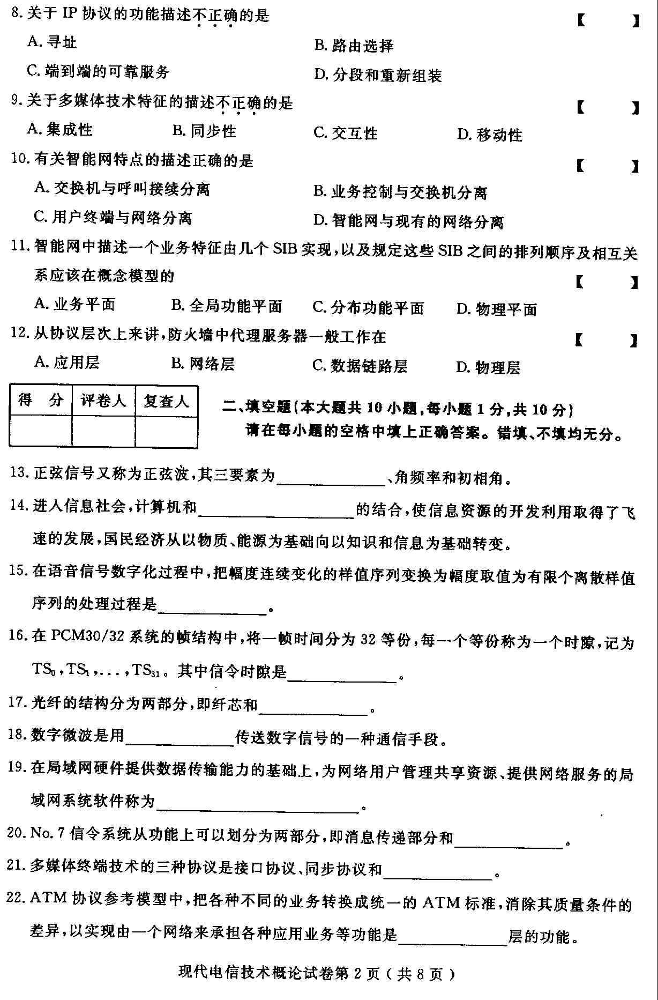 8. 关于 IP 协议的功能描述不正确的是 【 】
A. 寻址 B. 路由选择
C. 端到端的可靠服务 D. 分段和重新组装
9. 关于多媒体技术特征的描述不正确的是 【 】
A. 集成性 B. 同步性 C. 交互性 D. 移动性
10. 有关智能网特点的描述正确的是 【 】
A. 交换机与呼叫接续分离 B. 业务控制与交换机分离
C. 用户终端与网络分离 D. 智能网与现有的网络分离
11. 智能网中描述一个业务特征由几个 SIB 实现,以及规定这些 SIB 之间的排列顺序及相互关
系应该在概念模型的 【 】
A. 业务平面 B. 全局功能平面 C. 分布功能平面 D. 物理平面
12. 从协议层次上来讲,防火墙中代理服务器一般工作在 【 】
A. 应用层 B. 网络层 C. 数据链路层 D. 物理层
得 分 评卷人 复查人
二、填空题(本大题共 10 小题,每小题 1 分,共 10 分)
请在每小题的空格中填上正确答案。错填、不填均无分。
13. 正弦信号又称为正弦波,其三要素为______、角频率和初相角。
14. 进入信息社会,计算机和______的结合,使信息资源的开发利用取得了飞
速的发展,国民经济从以物质、能源为基础向以知识和信息为基础转变。
15. 在语音信号数字化过程中,把幅度连续变化的样值序列变换为幅度取值为有限个离散样值
序列的处理过程是______。
16. 在 PCM30/32 系统的帧结构中,将一帧时间分为 32 等份,每一个等份称为一个时隙,记为
TS₀,TS₁,...,TS₃₁。其中信令时隙是______。
17. 光纤的结构分为两部分,即纤芯和______。
18. 数字微波是用______传送数字信号的一种通信手段。
19. 在局域网硬件提供数据传输能力的基础上,为网络用户管理共享资源、提供网络服务的局
域网系统软件称为______。
20. No. 7 信令系统从功能上可以划分为两部分,即消息传递部分和______。
21. 多媒体终端技术的三种协议是接口协议、同步协议和______。
22. ATM 协议参考模型中,把各种不同的业务转换成统一的 ATM 标准,消除其质量条件的
差异,以实现由一个网络来承担各种应用业务等功能是______层的功能。
现代电信技术概论试卷第 2 页 ( 共 8 页 )